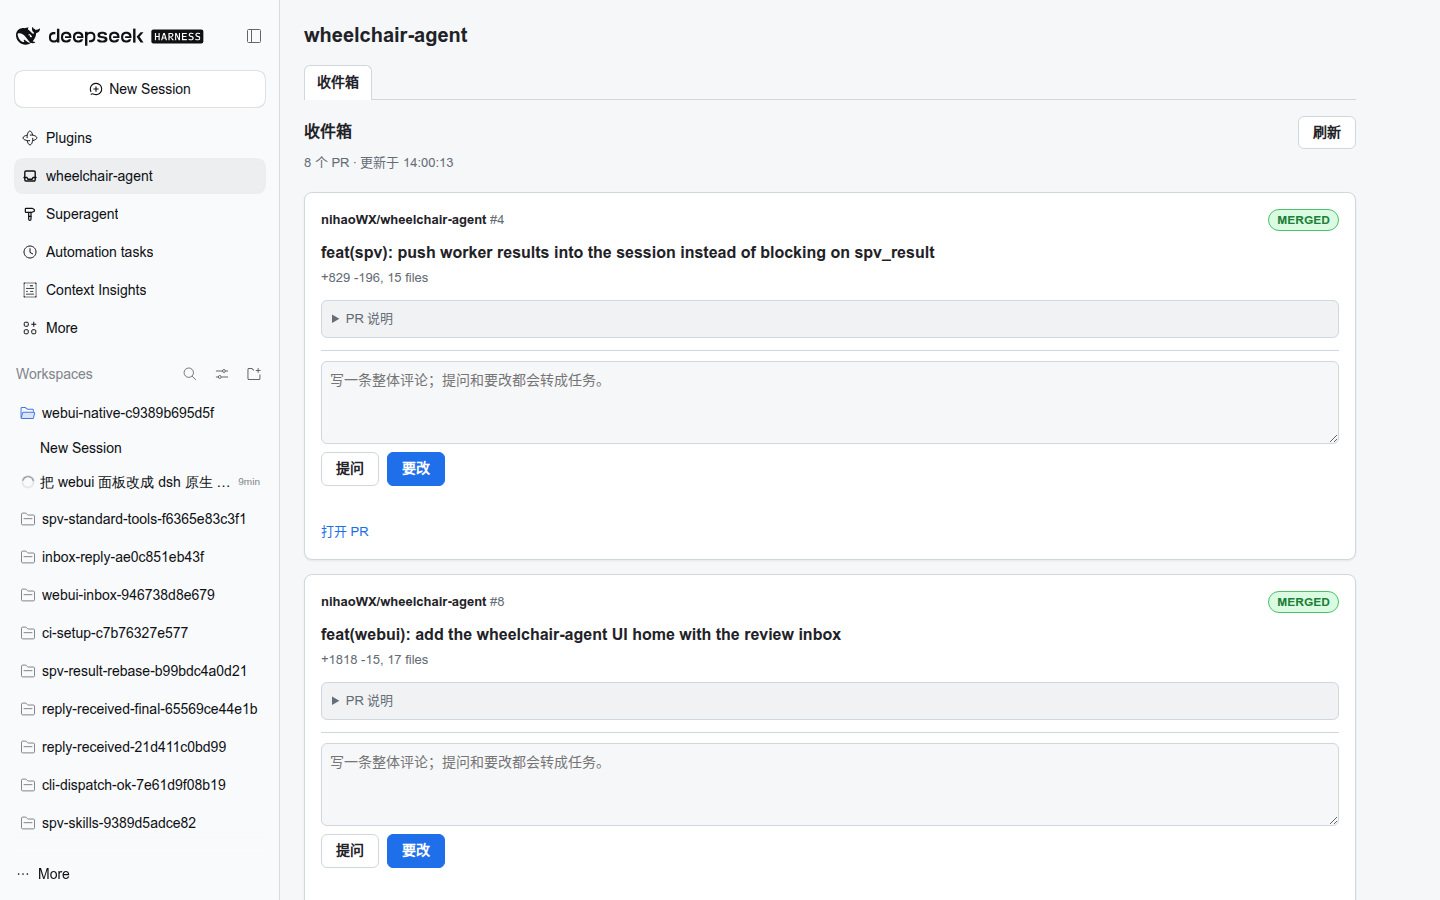 deepseek HARNESS
New Session
Plugins
wheelchair-agent
Superagent
Automation tasks
Context Insights
More
Workspaces
webui-native-c9389b695d5f
New Session
把 webui 面板改成 dsh 原生 ... 9min
spv-standard-tools-f6365e83c3f1
inbox-reply-ae0c851eb43f
webui-inbox-946738d8e679
ci-setup-c7b76327e577
spv-result-rebase-b99bdc4a0d21
reply-received-final-65569ce44e1b
reply-received-21d411c0bd99
cli-dispatch-ok-7e61d9f08b19
spv-skills-9389d5adce82
More
wheelchair-agent
收件箱
收件箱
刷新
8 个 PR · 更新于 14:00:13
nihaoWX/wheelchair-agent #4
MERGED
feat(spv): push worker results into the session instead of blocking on spv_result
+829 -196, 15 files
PR 说明
写一条整体评论；提问和要改都会转成任务。
提问 要改
打开 PR
nihaoWX/wheelchair-agent #8
MERGED
feat(webui): add the wheelchair-agent UI home with the review inbox
+1818 -15, 17 files
PR 说明
写一条整体评论；提问和要改都会转成任务。
提问 要改